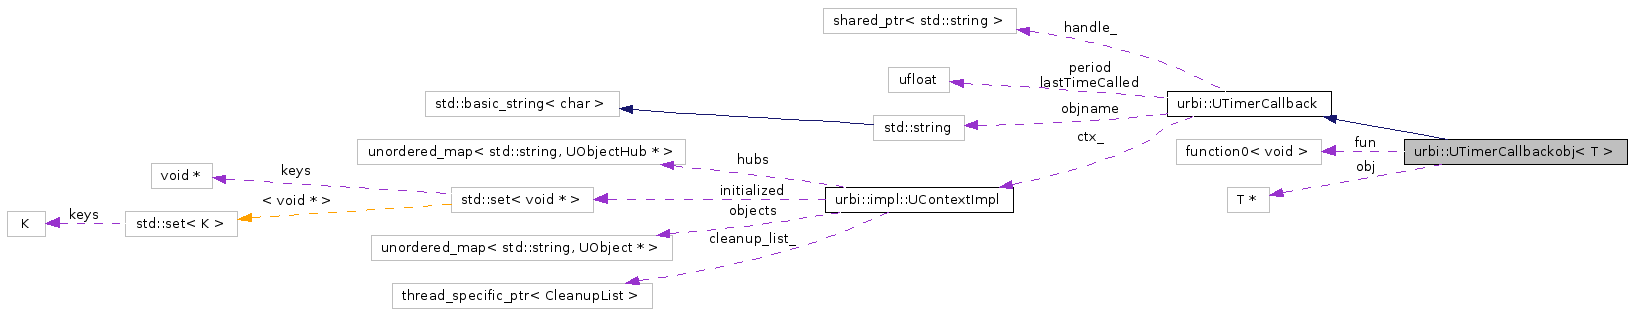 shared_ptr< std::string >
handle_
period
ufloat
lastTimeCalled
std::basic_string< char >
urbi::UTimerCallback
objname
std::string
ctx_
fun
unordered_map< std::string, UObjectHub * >
function0< void >
urbi::UTimerCallbackobj< T >
hubs
obj
void *
keys
initialized
< void * >
std::set< void * >
urbi::impl::UContextImpl
T *
objects
keys
K
std::set< K >
cleanup_list_
unordered_map< std::string, UObject * >
thread_specific_ptr< CleanupList >